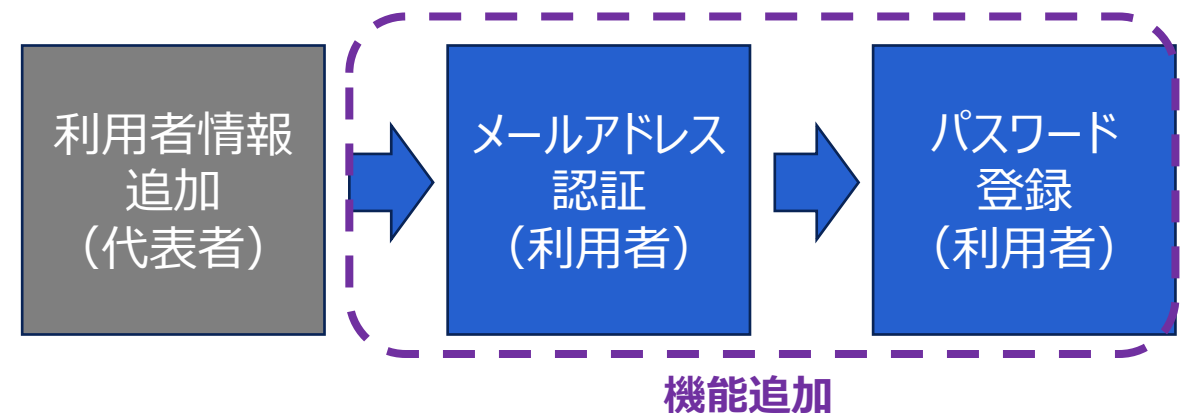 利用者情報
追加
（代表者）
メールアドレス
認証
（利用者）
パスワード
登録
（利用者）
機能追加